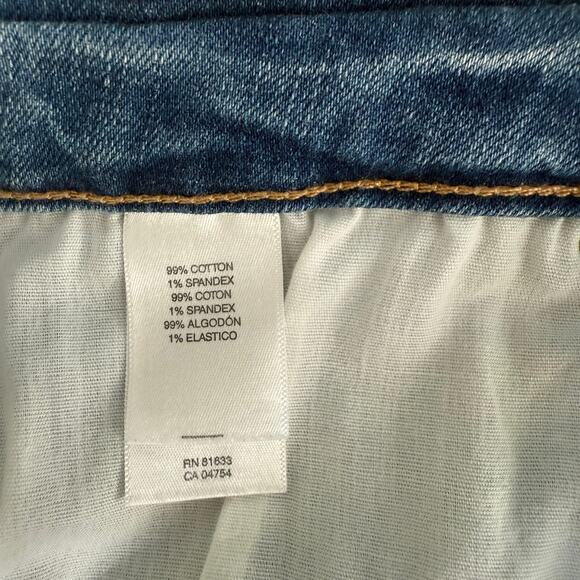 99% COTTON
1% SPANDEX
99% COTON
1% SPANDEX
99% ALGODÓN
1% ELASTICO
RN 81633
CA 04754